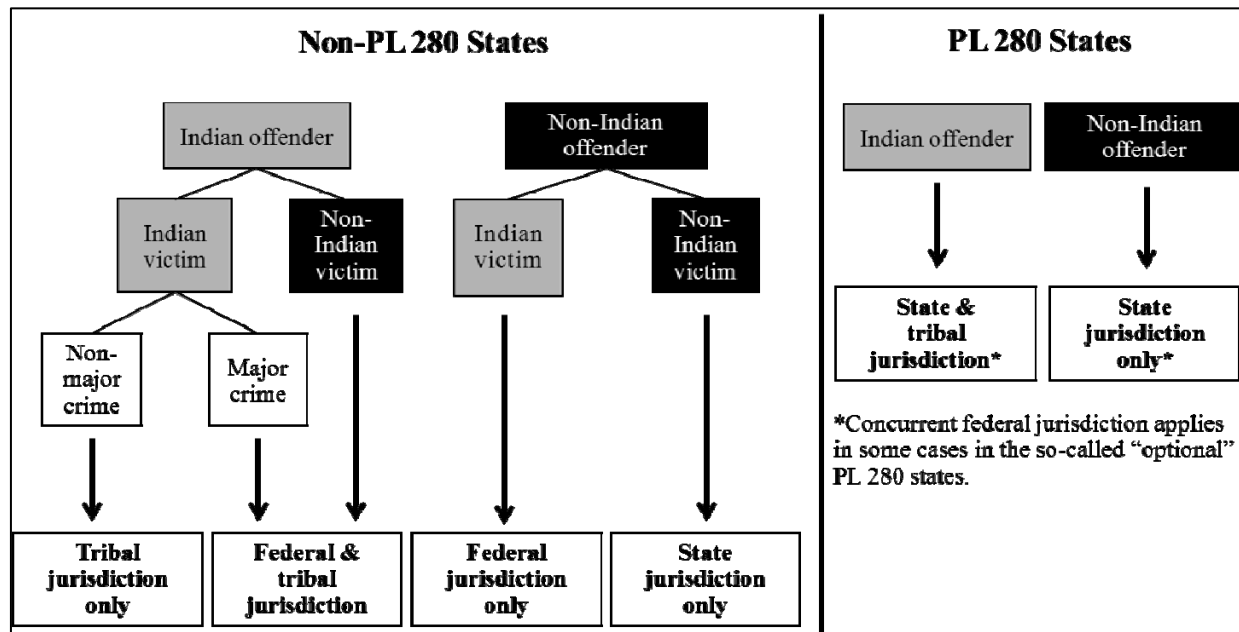 Non-PL 280 States
Indian offender
Non-Indian
offender
Indian
victim
Non-
Indian
victim
Indian
victim
Non-
Indian
victim
Non-
major
crime
Major
crime
Tribal
jurisdiction
only
Federal &
tribal
jurisdiction
Federal
jurisdiction
only
State
jurisdiction
only
PL 280 States
Indian offender
Non-Indian
offender
State &
tribal
jurisdiction*
State
jurisdiction
only*
*Concurrent federal jurisdiction applies
in some cases in the so-called “optional”
PL 280 states.